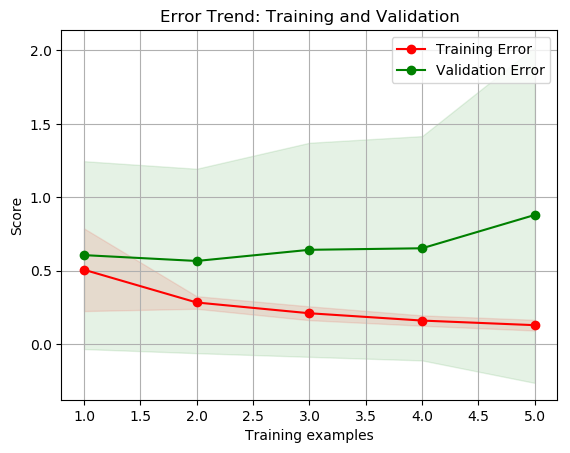 Error Trend: Training and Validation
Training Error
Validation Error
2.0
1.5
1.0
0.5
0.0
Score
1.0 1.5 2.0 2.5 3.0 3.5 4.0 4.5 5.0
Training examples